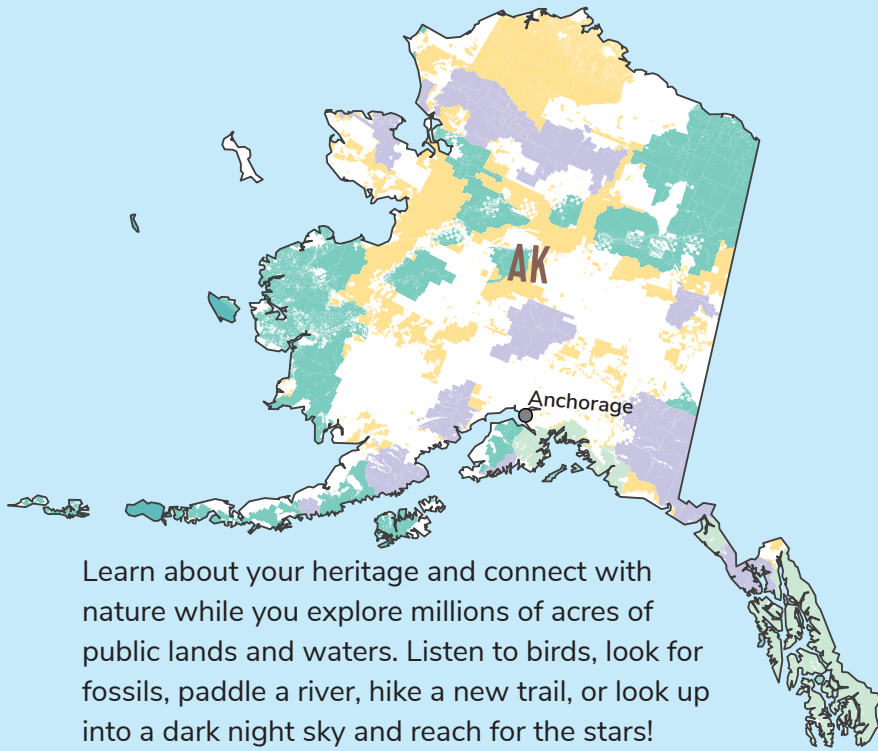 AK
Anchorage
Learn about your heritage and connect with
nature while you explore millions of acres of
public lands and waters. Listen to birds, look for
fossils, paddle a river, hike a new trail, or look up
into a dark night sky and reach for the stars!